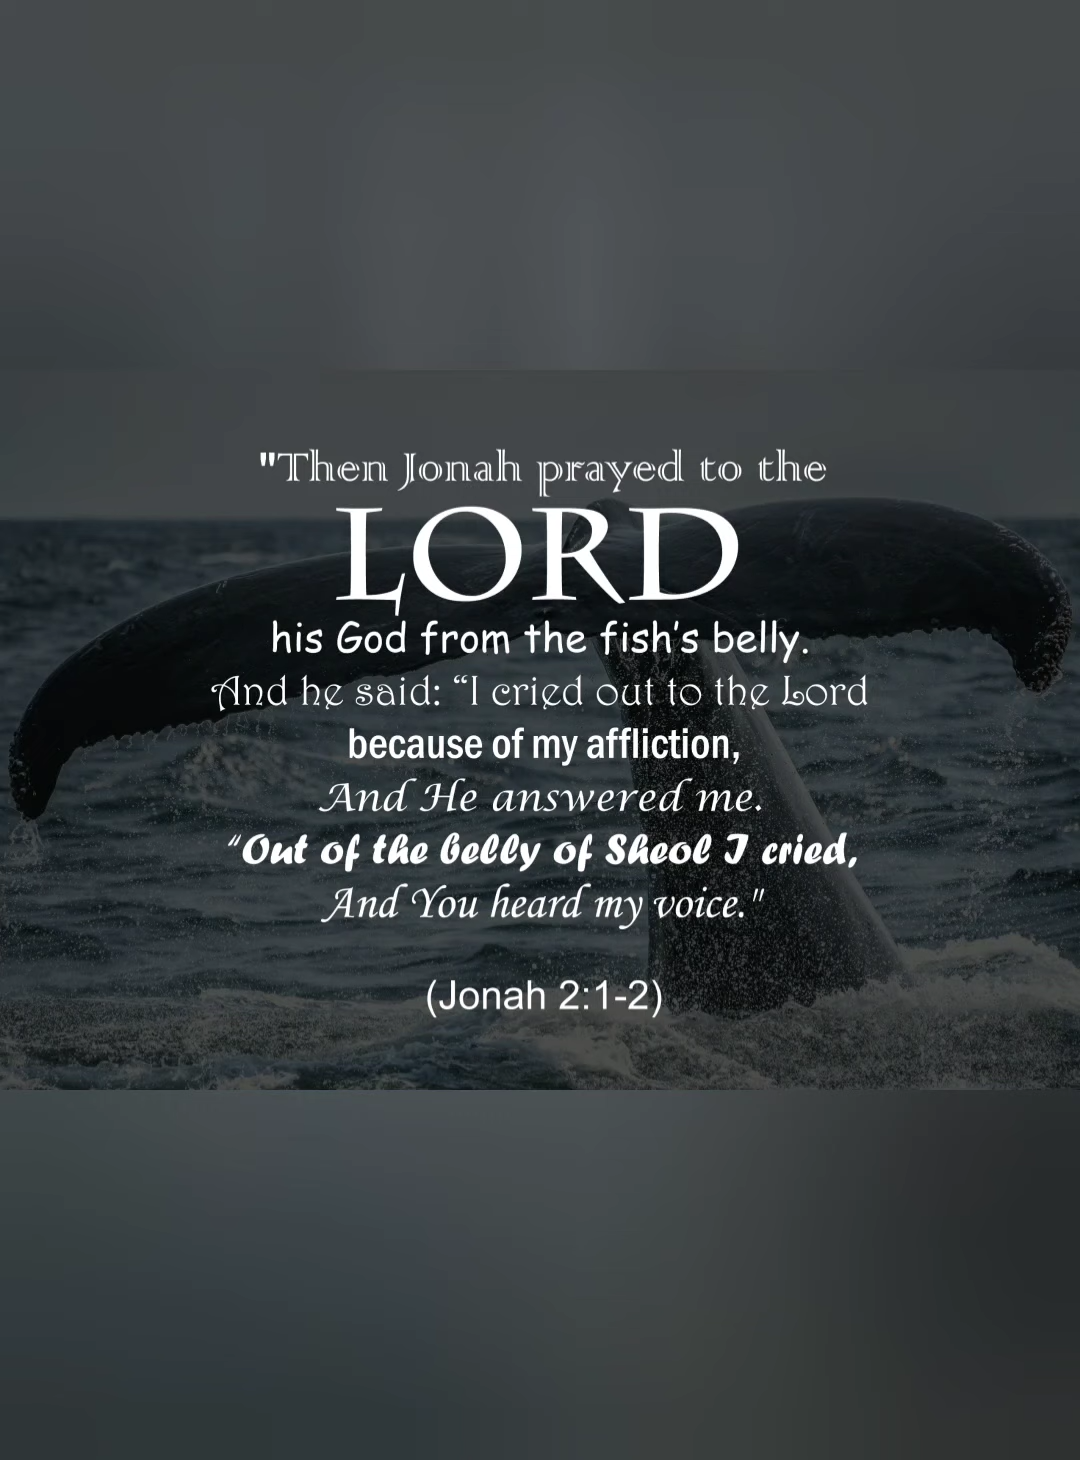 "Then Jonah prayed to the
LORD
his God from the fish's belly.
And he said: “I cried out to the Lord
because of my affliction,
And He answered me.
“Out of the belly of Sheol I cried,
And You heard my voice."
(Jonah 2:1-2)